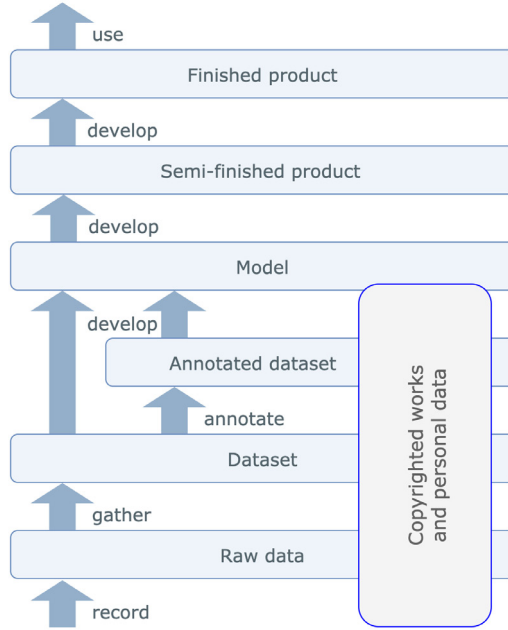 use
Finished product
develop
Semi-finished product
develop
Model
develop
Annotated dataset
annotate
Dataset
gather
Raw data
record
Copyrighted works
and personal data